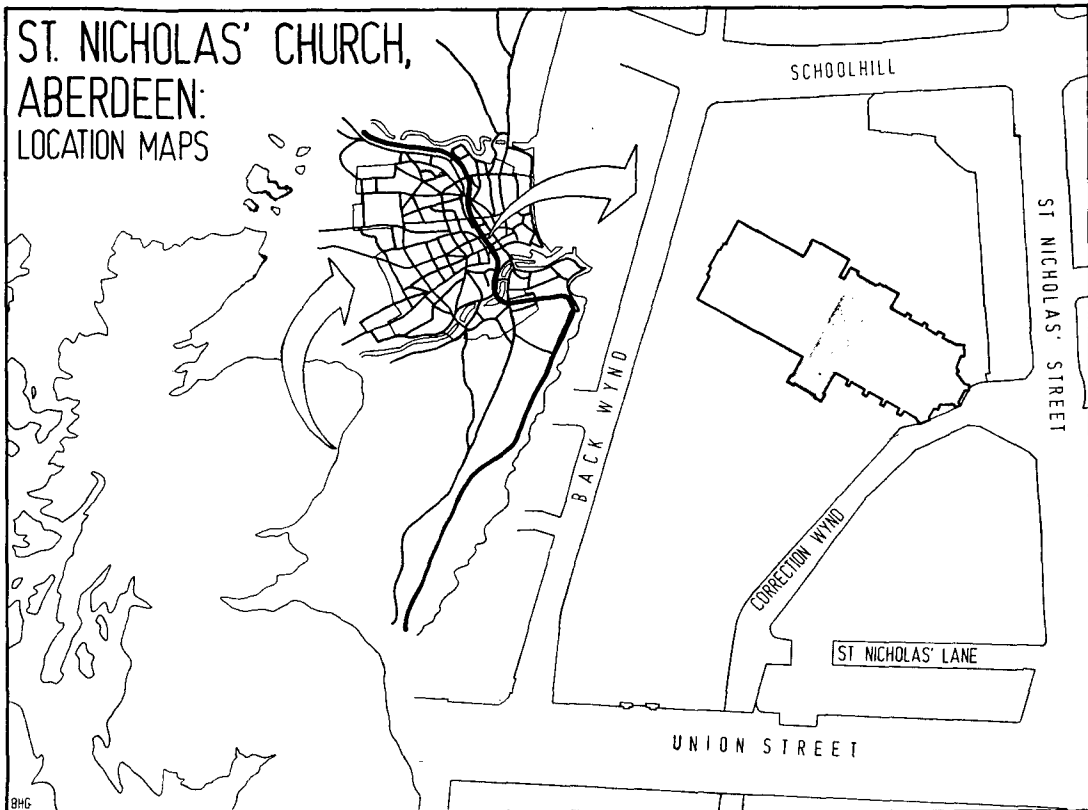 ST. NICHOLAS' CHURCH,
ABERDEEN:
LOCATION MAPS
SCHOOLHILL
ST NICHOLAS' STREET
BACK WYND
CORRECTION WYND
ST NICHOLAS' LANE
UNION STREET
BHG